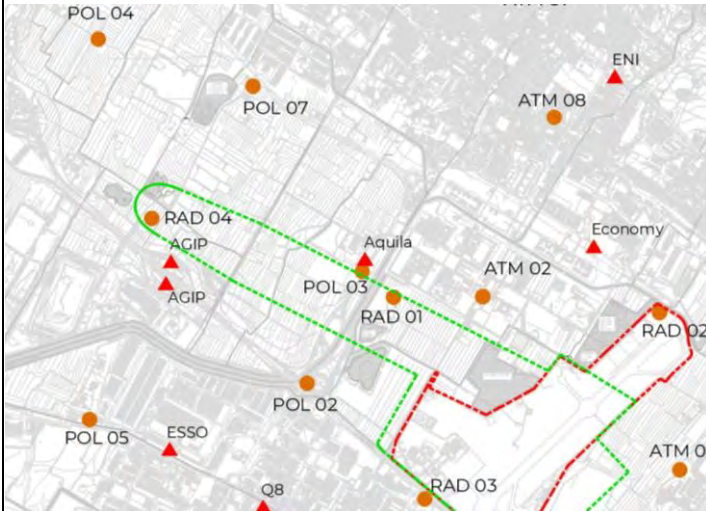 POL 04
ENI
POL 07
ATM 08
RAD 04
AGIP
Aquila
Economy
AGIP
POL 03
ATM 02
RAD 01
RAD 02
POL 02
POL 05
ESSO
ATM 0
Q8
RAD 03